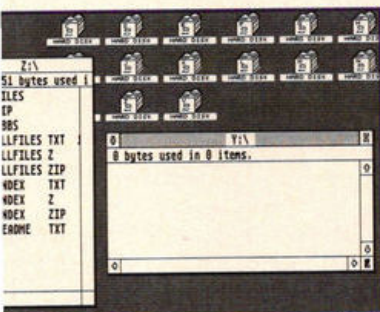 HARD DISK HARD DISK HARD DISK HARD DISK HARD DISK HARD DISK
HARD DISK HARD DISK HARD DISK HARD DISK HARD DISK HARD DISK
HARD DISK HARD DISK
Z:\
51 bytes used i
ILES
IP
BBS
LLFILES TXT
LLFILES Z
LLFILES ZIP
NDEX TXT
NDEX Z
NDEX ZIP
EADME TXT
Y:\
0 bytes used in 0 items.